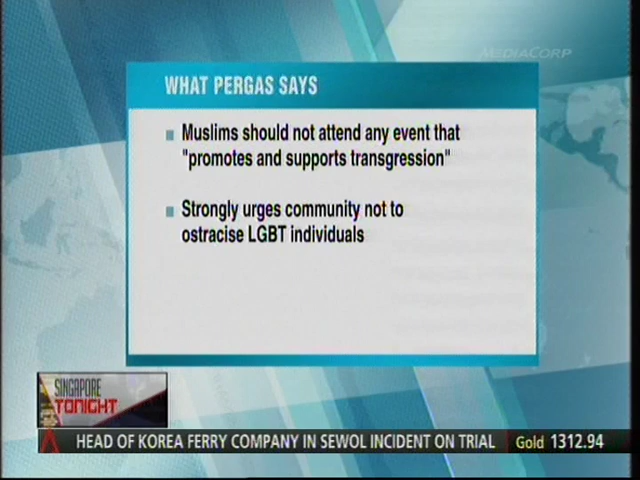 MEDIACORP
WHAT PERGAS SAYS
Muslims should not attend any event that
"promotes and supports transgression"
Strongly urges community not to
ostracise LGBT individuals
SINGAPORE
TONIGHT
HEAD OF KOREA FERRY COMPANY IN SEWOL INCIDENT ON TRIAL Gold 1312.94